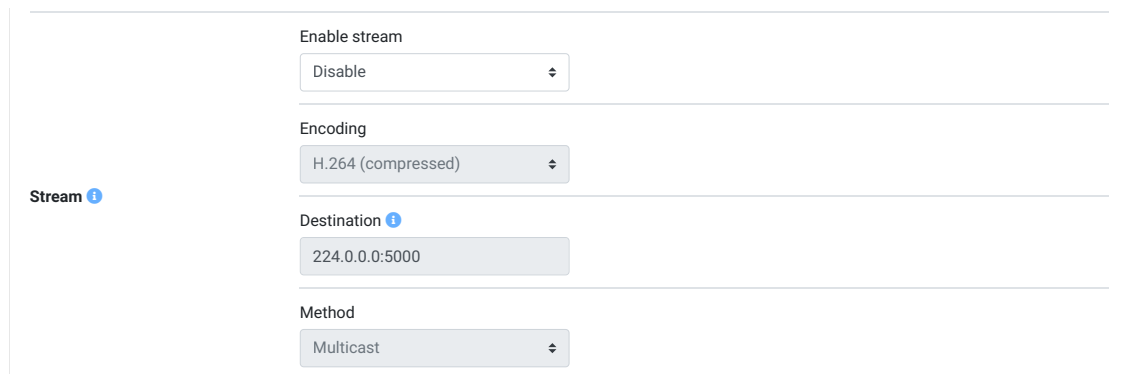 Enable stream
Disable
Encoding
H.264 (compressed)
Stream
Destination
224.0.0.0:5000
Method
Multicast